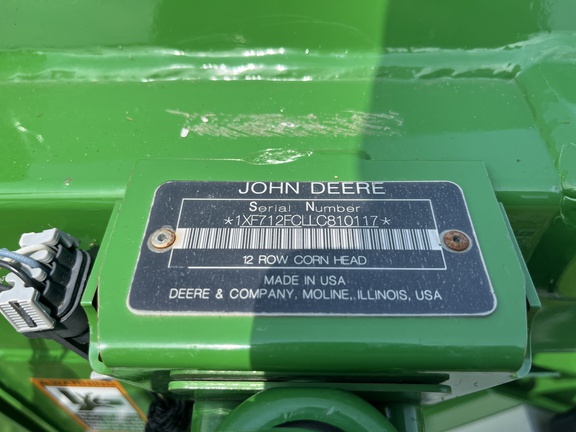 JOHN DEERE
Serial Number
*1XF712FCLLC810117*
12 ROW CORN HEAD
MADE IN USA
DEERE & COMPANY, MOLINE, ILLINOIS, USA